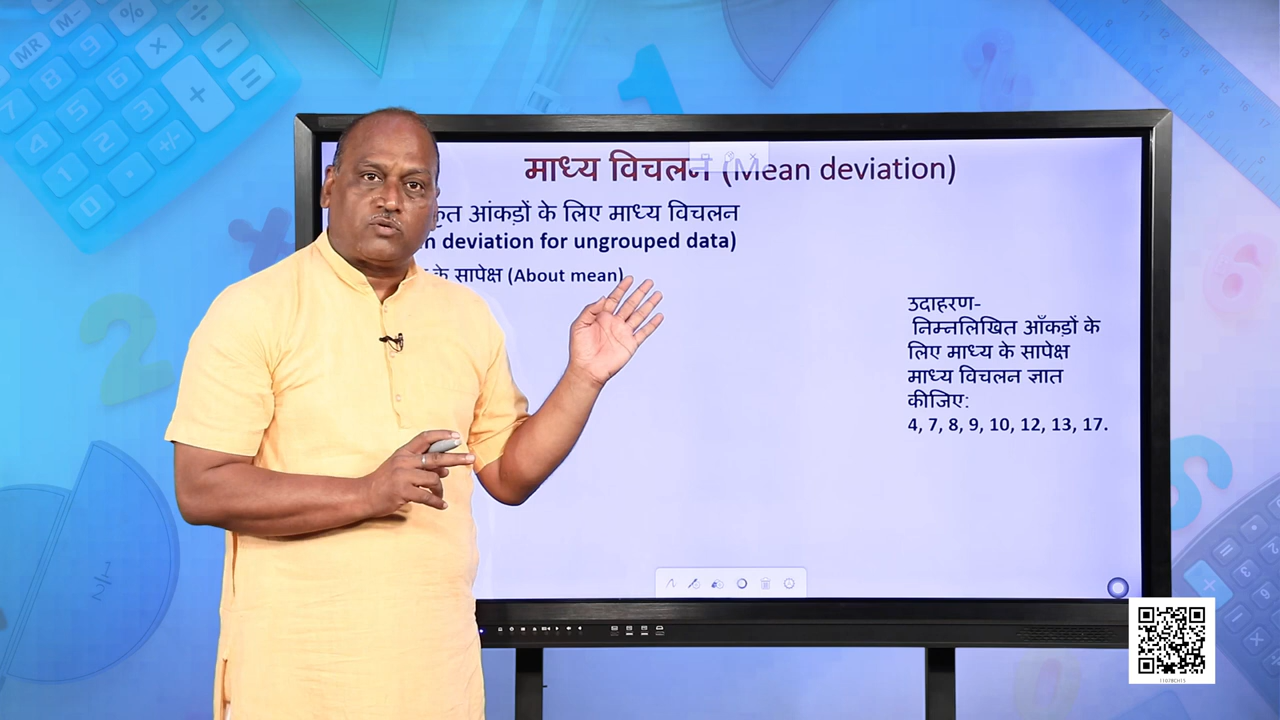 माध्य विचलन (Mean deviation)
आंकड़ों के लिए माध्य विचलन
deviation for ungrouped data)
के सापेक्ष (About mean)
उदाहरण-
निम्नलिखित आँकड़ों के
लिए माध्य के सापेक्ष
माध्य विचलन ज्ञात
कीजिए:
4, 7, 8, 9, 10, 12, 13, 17.
11078CH15